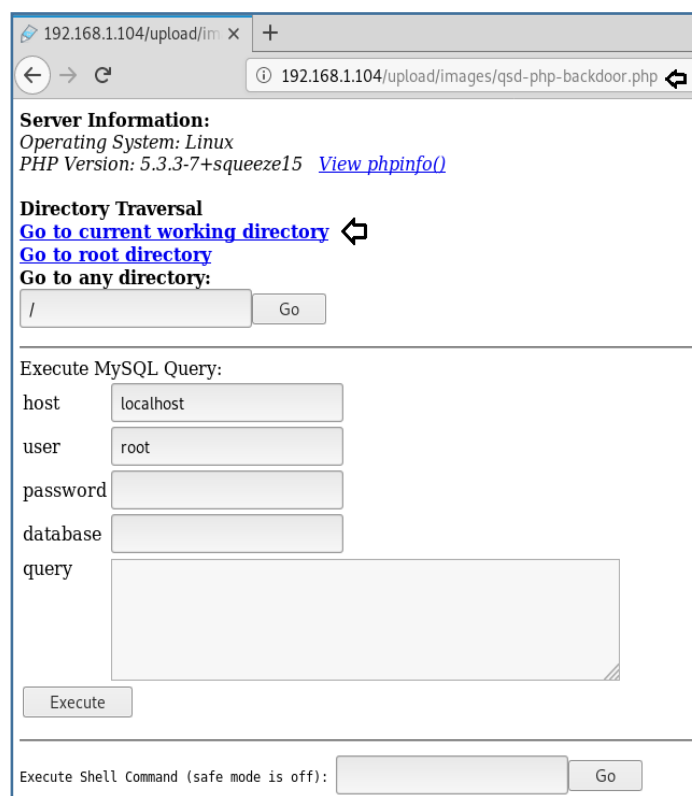 192.168.1.104/upload/im
192.168.1.104/upload/images/qsd-php-backdoor.php
Server Information:
Operating System: Linux
PHP Version: 5.3.3-7+squeeze15 View phpinfo()
Directory Traversal
Go to current working directory
Go to root directory
Go to any directory:
/ Go
Execute MySQL Query:
host localhost
user root
password
database
query
Execute
Execute Shell Command (safe mode is off): Go